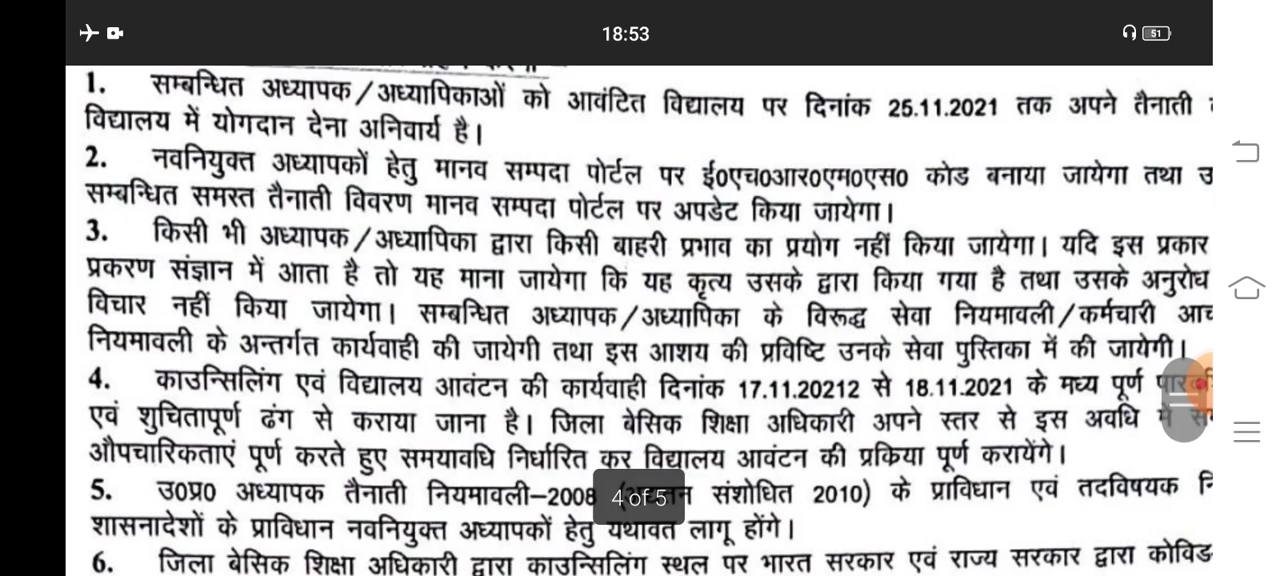 18:53
51
1. सम्बन्धित अध्यापक/अध्यापिकाओं को आवंटित विद्यालय पर दिनांक 25.11.2021 तक अपने तैनाती
विद्यालय में योगदान देना अनिवार्य है।
2. नवनियुक्त अध्यापकों हेतु मानव सम्पदा पोर्टल पर ई०एच०आर०एम०एस० कोड बनाया जायेगा तथा
सम्बन्धित समस्त तैनाती विवरण मानव सम्पदा पोर्टल पर अपडेट किया जायेगा।
3. किसी भी अध्यापक/अध्यापिका द्वारा किसी बाहरी प्रभाव का प्रयोग नहीं किया जायेगा। यदि इस प्रकार
प्रकरण संज्ञान में आता है तो यह माना जायेगा कि यह कृत्य उसके द्वारा किया गया है तथा उसके अनुरोध
विचार नहीं किया जायेगा। सम्बन्धित अध्यापक/अध्यापिका के विरूद्ध सेवा नियमावली/कर्मचारी
नियमावली के अन्तर्गत कार्यवाही की जायेगी तथा इस आशय की प्रविष्टि उनके सेवा पुस्तिका में की जायेगी।
4. काउन्सिलिंग एवं विद्यालय आवंटन की कार्यवाही दिनांक 17.11.20212 से 18.11.2021 के मध्य पूर्ण
एवं शुचितापूर्ण ढंग से कराया जाना है। जिला बेसिक शिक्षा अधिकारी अपने स्तर से इस अवधि में
औपचारिकताएं पूर्ण करते हुए समयावधि निर्धारित कर विद्यालय आवंटन की प्रकिया पूर्ण करायेंगे।
5. उ०प्र० अध्यापक तैनाती नियमावली–2008 संशोधित 2010) के प्राविधान एवं तदविषयक
4 of 5
शासनादेशों के प्राविधान नवनियुक्त अध्यापकों हेतु यथावत लागू होंगे।
6. जिला बेसिक शिक्षा अधिकारी द्वारा काउन्सिलिंग स्थल पर भारत सरकार एवं राज्य सरकार द्वारा कोविड